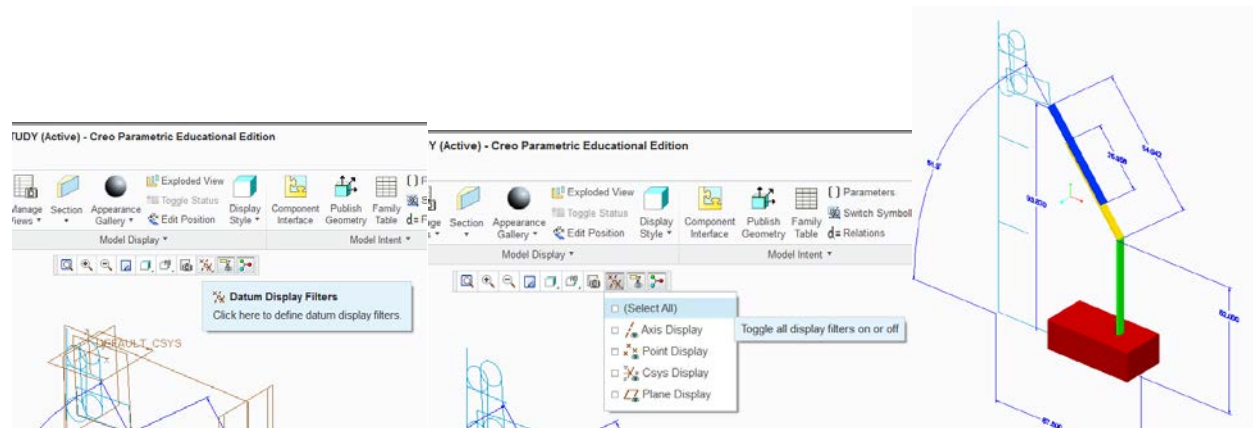 TUDY (Active) - Creo Parametric Educational Edition
Manage Views
Section
Appearance Gallery
Exploded View
Toggle Status
Edit Position
Display Style
Component Interface
Publish Geometry
Family Table
d=
Model Display
Model Intent
Datum Display Filters
Click here to define datum display filters.
DEFAULT_CSYS
Y (Active) - Creo Parametric Educational Edition
Section
Appearance Gallery
Exploded View
Toggle Status
Edit Position
Display Style
Component Interface
Publish Geometry
Family Table
[ ] Parameters
Switch Symbol
d= Relations
Model Display
Model Intent
(Select All)
Axis Display
Point Display
Csys Display
Plane Display
Toggle all display filters on or off